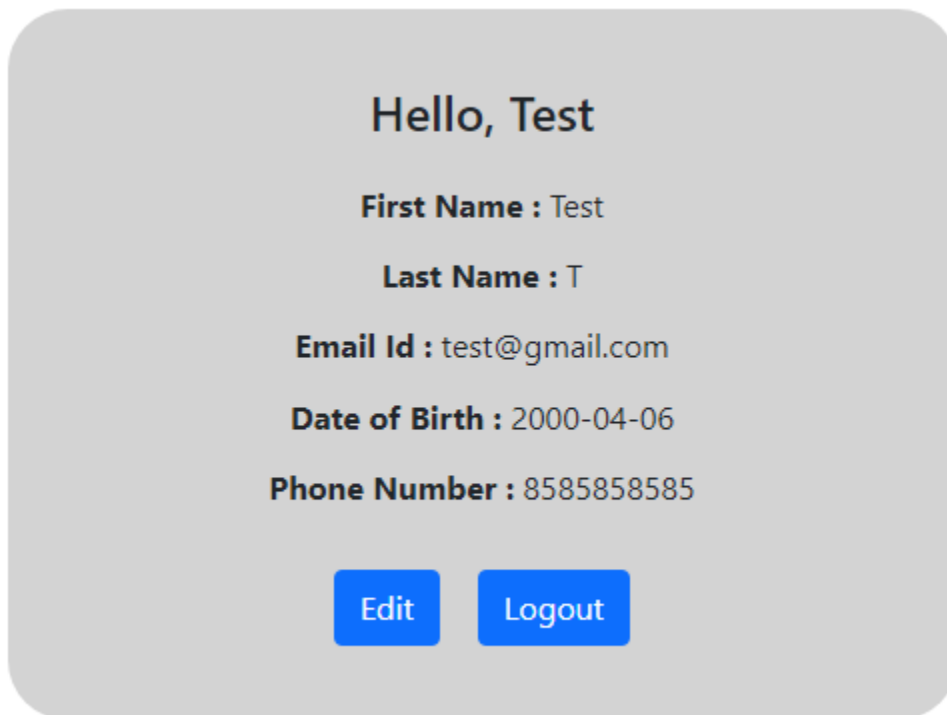 Hello, Test
First Name : Test
Last Name : T
Email Id : test@gmail.com
Date of Birth : 2000-04-06
Phone Number : 8585858585
Edit Logout